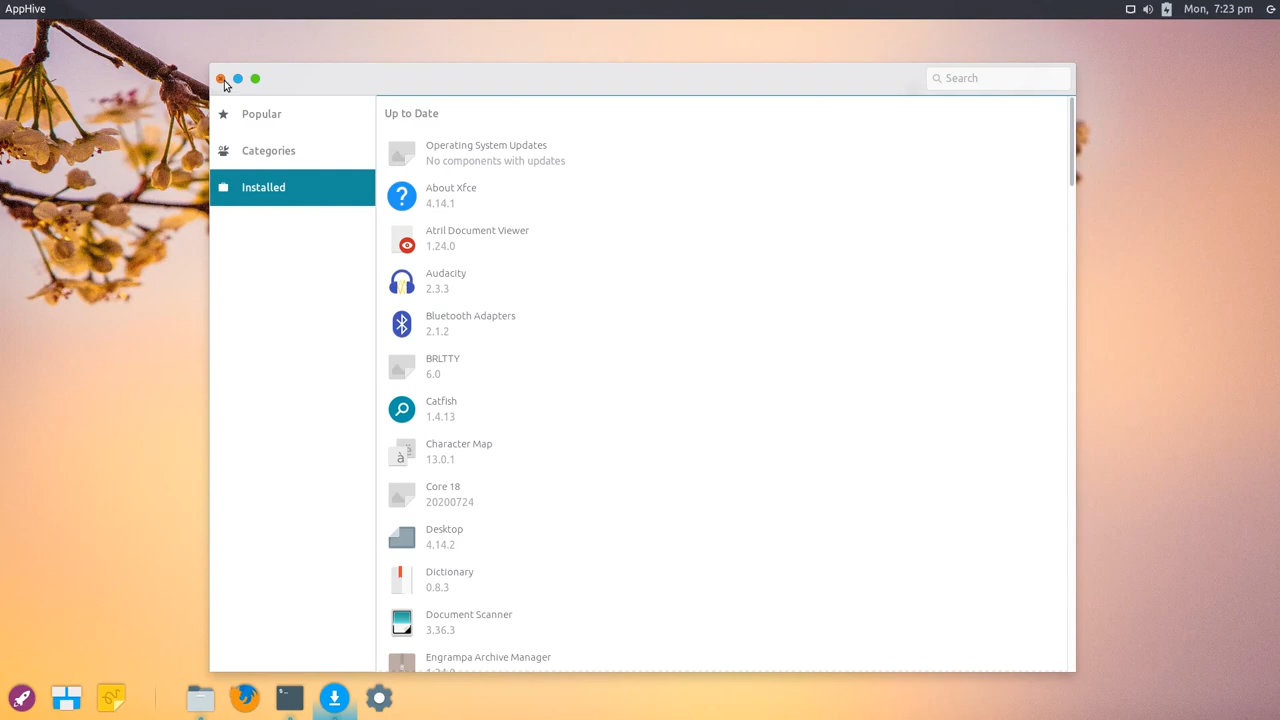 AppHive
Mon, 7:23 pm
Search
Popular
Categories
Installed
Up to Date
Operating System Updates
No components with updates
About Xfce
4.14.1
Atril Document Viewer
1.24.0
Audacity
2.3.3
Bluetooth Adapters
2.1.2
BRLTTY
6.0
Catfish
1.4.13
Character Map
13.0.1
Core 18
20200724
Desktop
4.14.2
Dictionary
0.8.3
Document Scanner
3.36.3
Engrampa Archive Manager